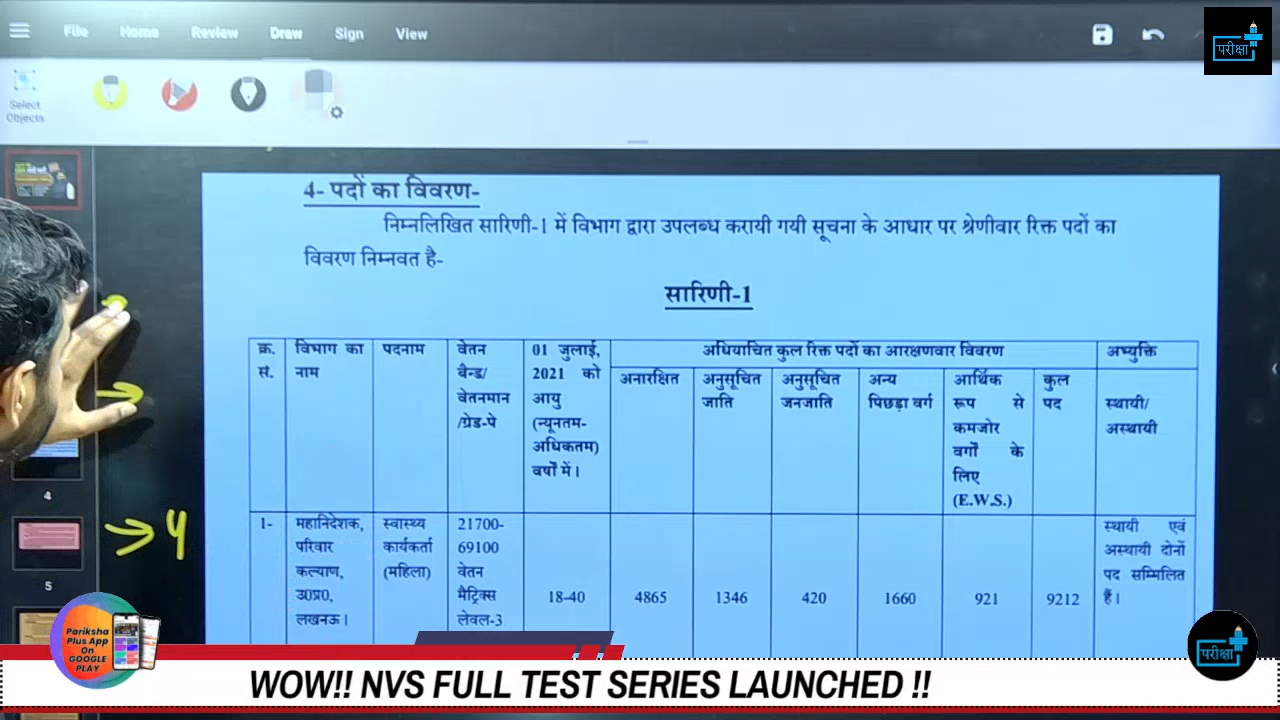 File Home Review Draw Sign View
परीक्षा
Select
Objects
4- पदों का विवरण-
निम्नलिखित सारिणी-1 में विभाग द्वारा उपलब्ध करायी गयी सूचना के आधार पर श्रेणीवार रिक्त पदों का
विवरण निम्नवत है-
सारिणी-1
क्र.
सं.
विभाग का
नाम
पदनाम
वेतन
बैन्ड/
वेतनमान
/ग्रेड-पे
01 जुलाई,
2021 को
आयु
(न्यूनतम-
अधिकतम)
वर्षों में।
अधियाचित कुल रिक्त पदों का आरक्षणवार विवरण
अनारक्षित
अनुसूचित
जाति
अनुसूचित
जनजाति
अन्य
पिछड़ा वर्ग
आर्थिक
रूप से
कमजोर
वर्गों के
लिए
(E.W.S.)
कुल
पद
अभ्युक्ति
स्थायी/
अस्थायी
1-
महानिदेशक,
परिवार
कल्याण,
उ0प्र0,
लखनऊ।
स्वास्थ्य
कार्यकर्ता
(महिला)
21700-
69100
वेतन
मैट्रिक्स
लेवल-3
18-40
4865
1346
420
1660
921
9212
स्थायी एवं
अस्थायी दोनों
पद सम्मिलित
हैं।
4
5
Pariksha
Plus App
On
GOOGLE
PLAY
परीक्षा
WOW!! NVS FULL TEST SERIES LAUNCHED !!